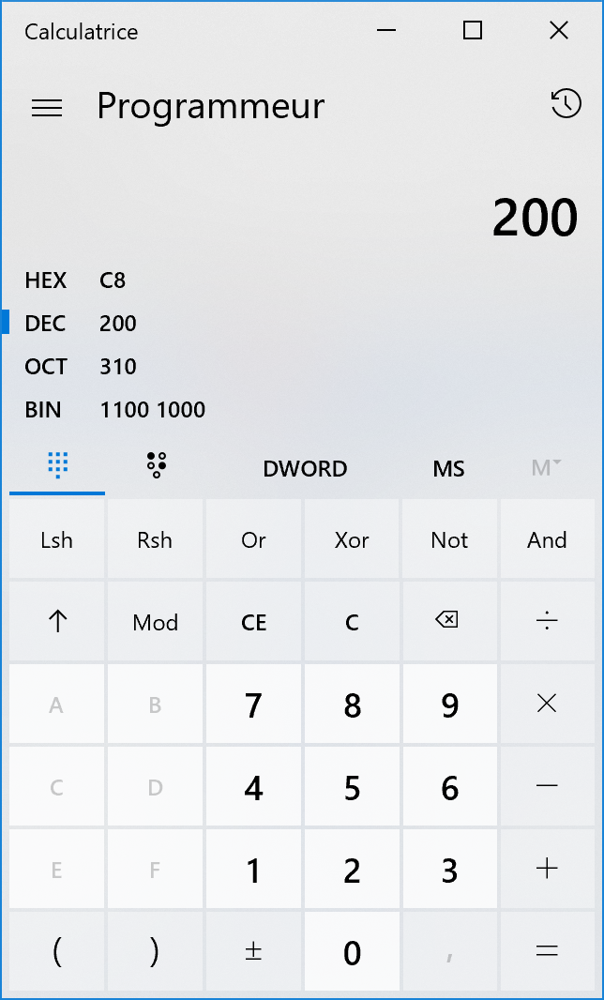 Calculatrice
Programmeur
200
HEX C8
DEC 200
OCT 310
BIN 1100 1000
DWORD MS M
Lsh Rsh Or Xor Not And
↑ Mod CE C ÷
A B 7 8 9 ×
C D 4 5 6 −
E F 1 2 3 +
( ) ± 0 , =